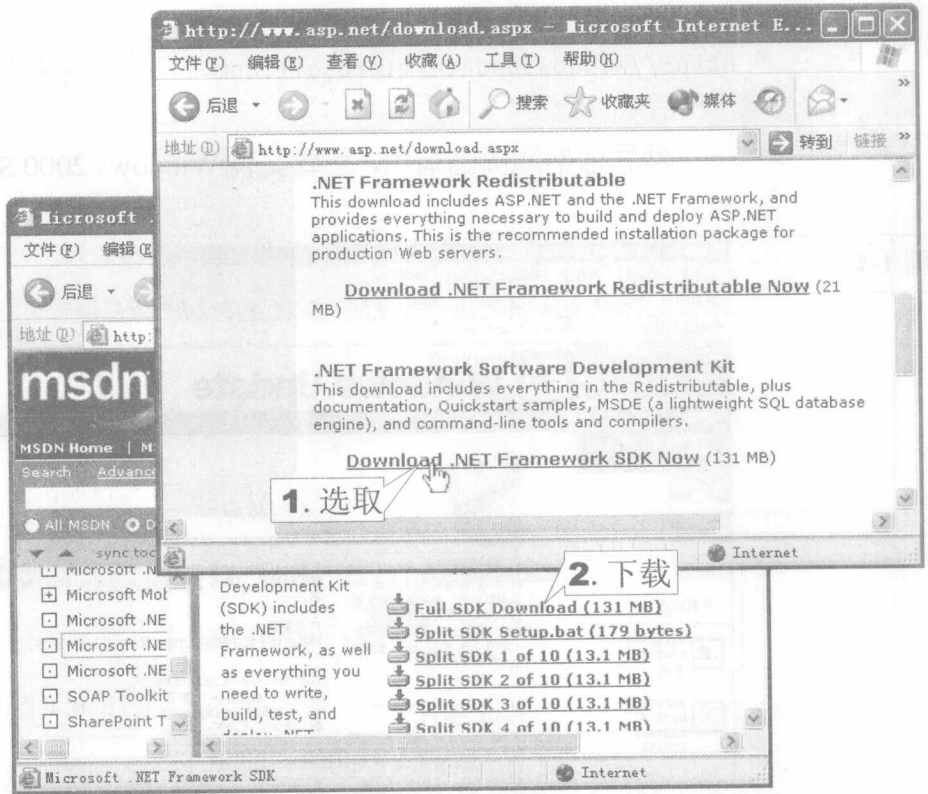 http://www.asp.net/download.aspx - Microsoft Internet E...
文件(F) 编辑(E) 查看(V) 收藏(A) 工具(T) 帮助(H)
后退 搜索 收藏夹 媒体
地址(D) http://www.asp.net/download.aspx 转到 链接
.NET Framework Redistributable
This download includes ASP.NET and the .NET Framework, and
provides everything necessary to build and deploy ASP.NET
applications. This is the recommended installation package for
production Web servers.
Download .NET Framework Redistributable Now (21
MB)
.NET Framework Software Development Kit
This download includes everything in the Redistributable, plus
documentation, Quickstart samples, MSDE (a lightweight SQL database
engine), and command-line tools and compilers.
Download .NET Framework SDK Now (131 MB)
1. 选取
Internet
2. 下载
Microsoft .
文件(F) 编辑(E
后退
地址(D) http:
msdn
MSDN Home | M
Search Advance
All MSDN D
sync toc
Microsoft .N
Microsoft Mob
Microsoft .NE
Microsoft .NE
Microsoft .NE
SOAP Toolkit
SharePoint T
Development Kit
(SDK) includes
the .NET
Framework, as well
as everything you
need to write,
build, test, and
deploy .NET
Full SDK Download (131 MB)
Split SDK Setup.bat (179 bytes)
Split SDK 1 of 10 (13.1 MB)
Split SDK 2 of 10 (13.1 MB)
Split SDK 3 of 10 (13.1 MB)
Split SDK 4 of 10 (13.1 MB)
Microsoft .NET Framework SDK
Internet